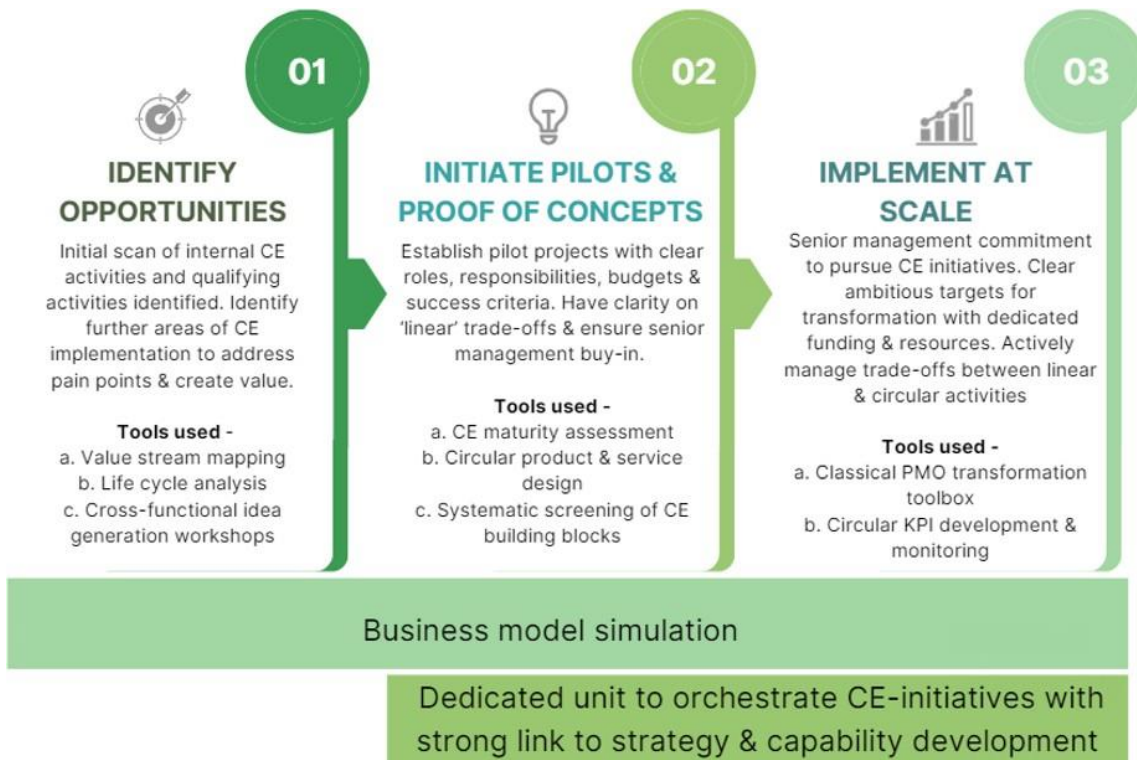 01
IDENTIFY
OPPORTUNITIES
Initial scan of internal CE
activities and qualifying
activities identified. Identify
further areas of CE
implementation to address
pain points & create value.
Tools used -
a. Value stream mapping
b. Life cycle analysis
c. Cross-functional idea
generation workshops
02
INITIATE PILOTS &
PROOF OF CONCEPTS
Establish pilot projects with clear
roles, responsibilities, budgets &
success criteria. Have clarity on
‘linear’ trade-offs & ensure senior
management buy-in.
Tools used -
a. CE maturity assessment
b. Circular product & service
design
c. Systematic screening of CE
building blocks
03
IMPLEMENT AT
SCALE
Senior management commitment
to pursue CE initiatives. Clear
ambitious targets for
transformation with dedicated
funding & resources. Actively
manage trade-offs between linear
& circular activities
Tools used -
a. Classical PMO transformation
toolbox
b. Circular KPI development &
monitoring
Business model simulation
Dedicated unit to orchestrate CE-initiatives with
strong link to strategy & capability development